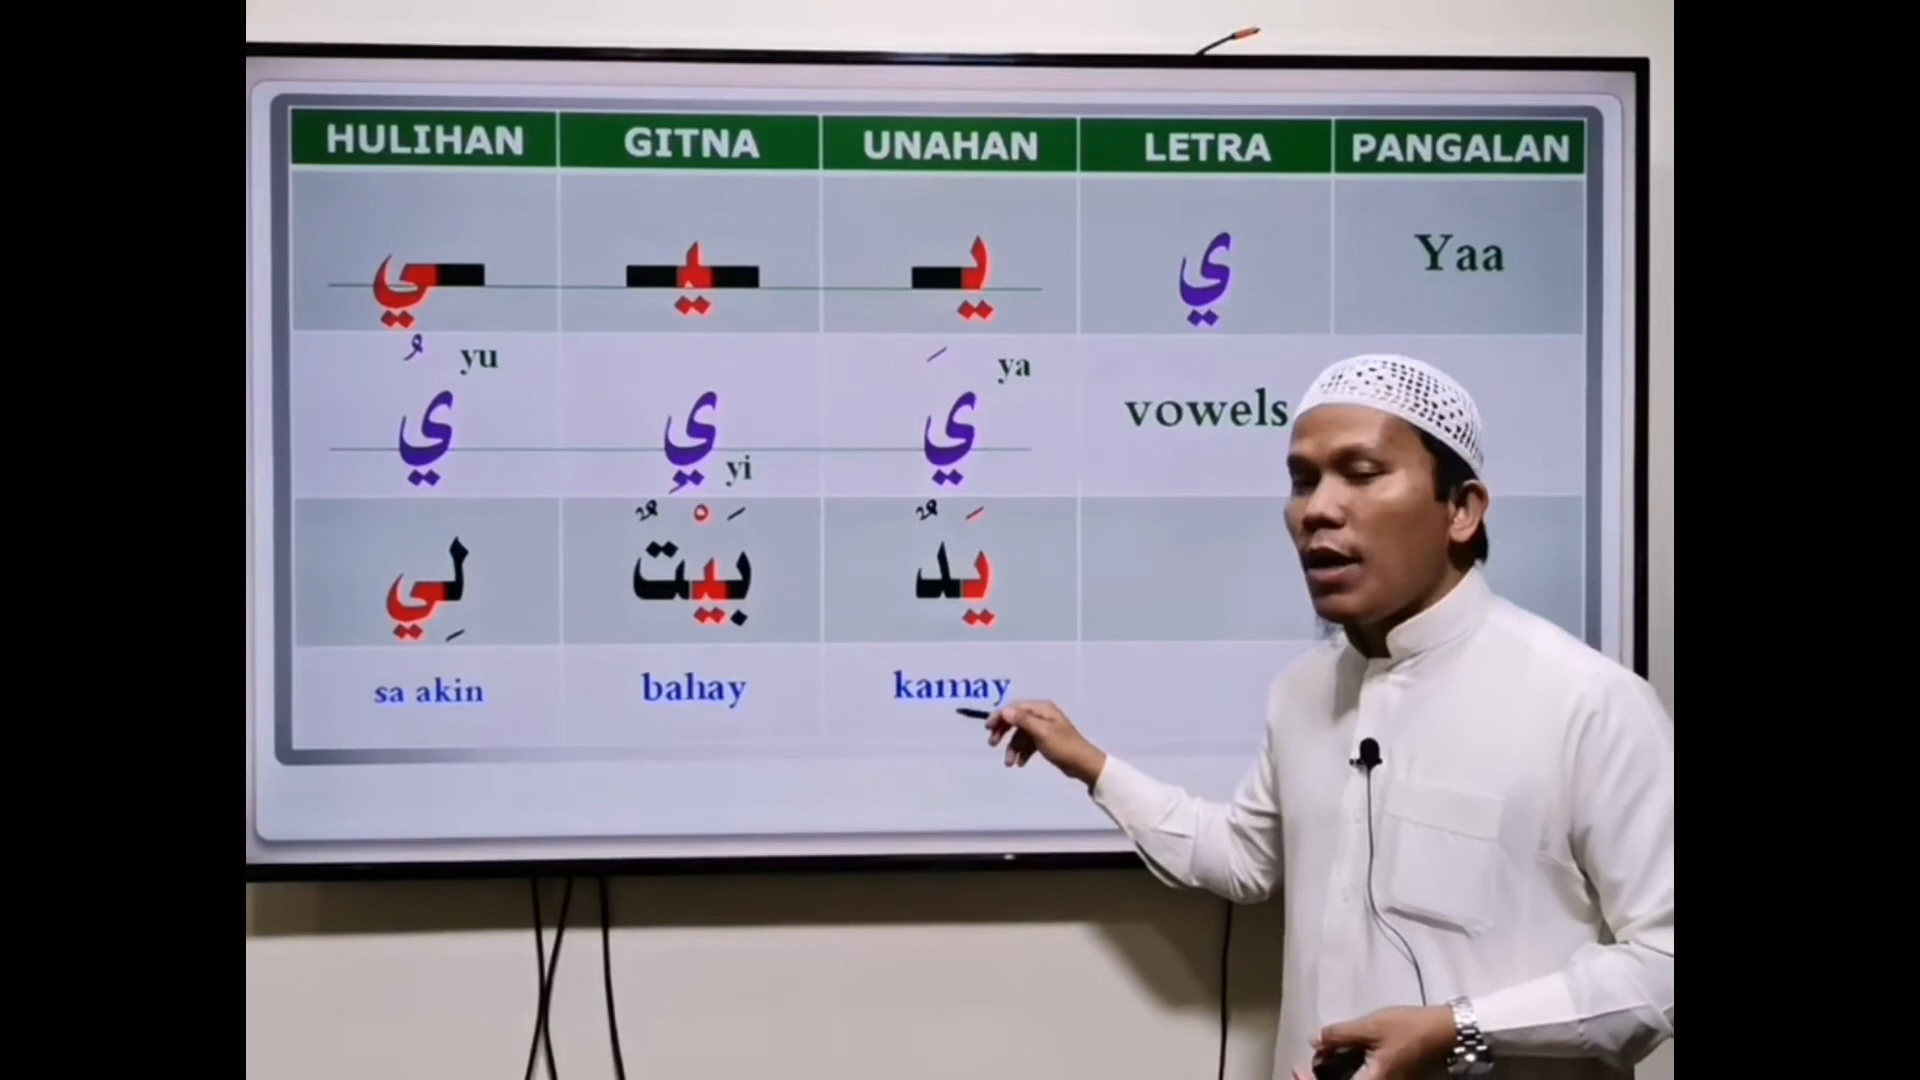 HULIHAN GITNA UNAHAN LETRA PANGALAN
ـي ـيـ يـ ي Yaa
يُ yu يِ yi يَ ya vowels
لِي بَيْتٌ يَدٌ
sa akin bahay kamay